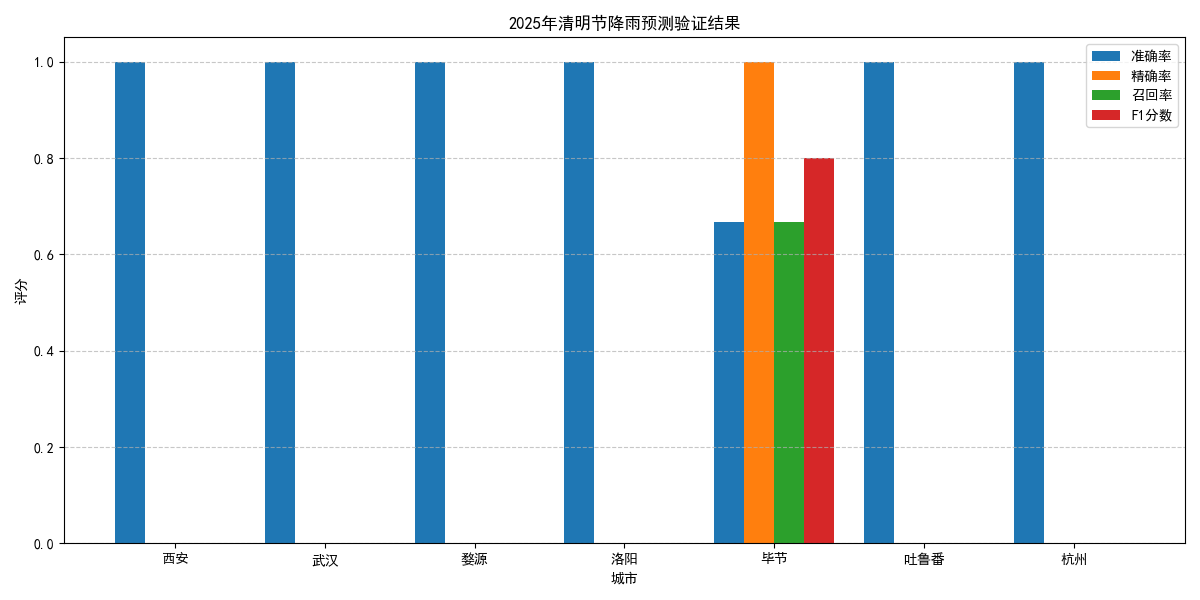 2025年清明节降雨预测验证结果
准确率
精确率
召回率
F1分数
评分
1.0
0.8
0.6
0.4
0.2
0.0
西安 武汉 婺源 洛阳 毕节 吐鲁番 杭州
城市